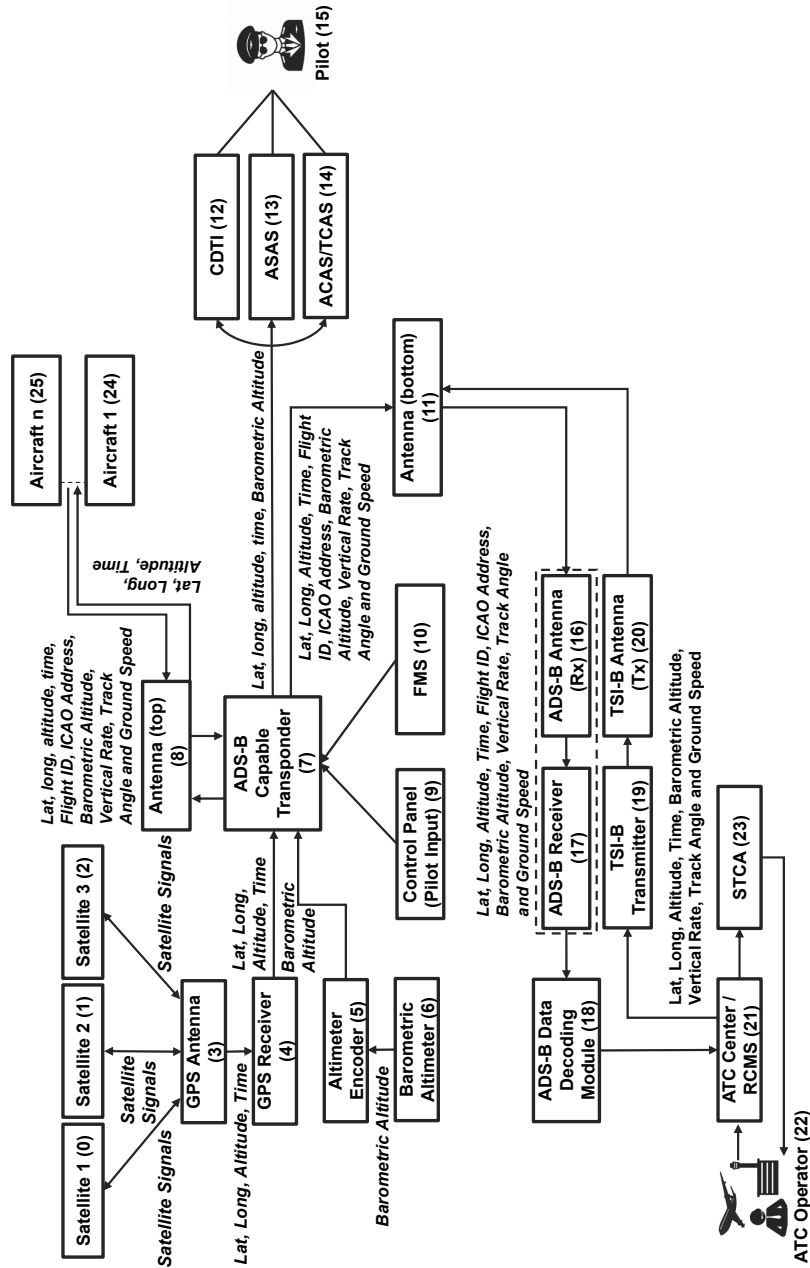 Satellite 1 (0)
Satellite 2 (1)
Satellite 3 (2)
Satellite Signals
Satellite
Signals
Satellite Signals
GPS Antenna
(3)
Lat, Long, Altitude, Time
GPS Receiver
(4)
Lat, Long,
Altitude, Time
Barometric
Altitude
Altimeter
Encoder (5)
Barometric Altitude
Barometric
Altimeter (6)
Satellite Signals
Antenna (top)
(8)
Lat, long, altitude, time,
Flight ID, ICAO Address,
Barometric Altitude,
Vertical Rate, Track
Angle and Ground Speed
Lat, Long,
Altitude, Time
Aircraft n (25)
Aircraft 1 (24)
ADS-B
Capable
Transponder
(7)
Control Panel
(Pilot Input) (9)
FMS (10)
Lat, long, altitude, time, Barometric Altitude
CDTI (12)
ASAS (13)
ACAS/TCAS (14)
Pilot (15)
Lat, Long, Altitude, Time, Flight
ID, ICAO Address, Barometric
Altitude, Vertical Rate, Track
Angle and Ground Speed
Antenna (bottom)
(11)
Lat, Long, Altitude, Time, Flight ID, ICAO Address,
Barometric Altitude, Vertical Rate, Track Angle
and Ground Speed
ADS-B Antenna
(Rx) (16)
ADS-B Receiver
(17)
ADS-B Data
Decoding
Module (18)
TSI-B
Transmitter (19)
TSI-B Antenna
(Tx) (20)
Lat, Long, Altitude, Time, Barometric Altitude,
Vertical Rate, Track Angle and Ground Speed
ATC Center /
RCMS (21)
STCA (23)
ATC Operator (22)